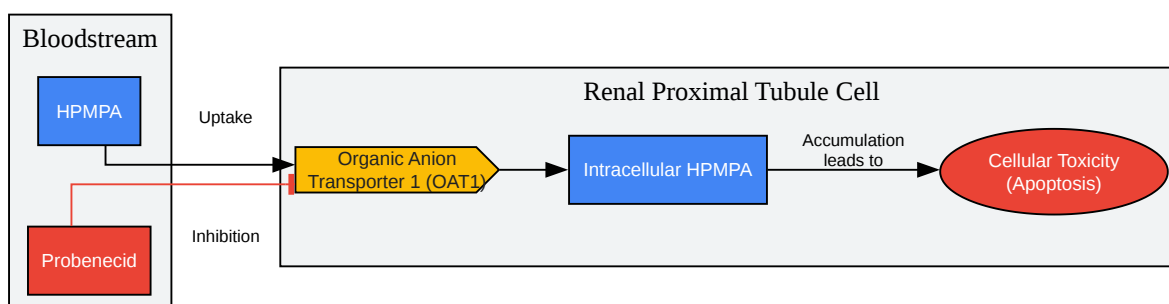 Bloodstream
HPMPA
Uptake
Renal Proximal Tubule Cell
Organic Anion
Transporter 1 (OAT1)
Intracellular HPMPA
Accumulation
leads to
Cellular Toxicity
(Apoptosis)
Probenecid
Inhibition